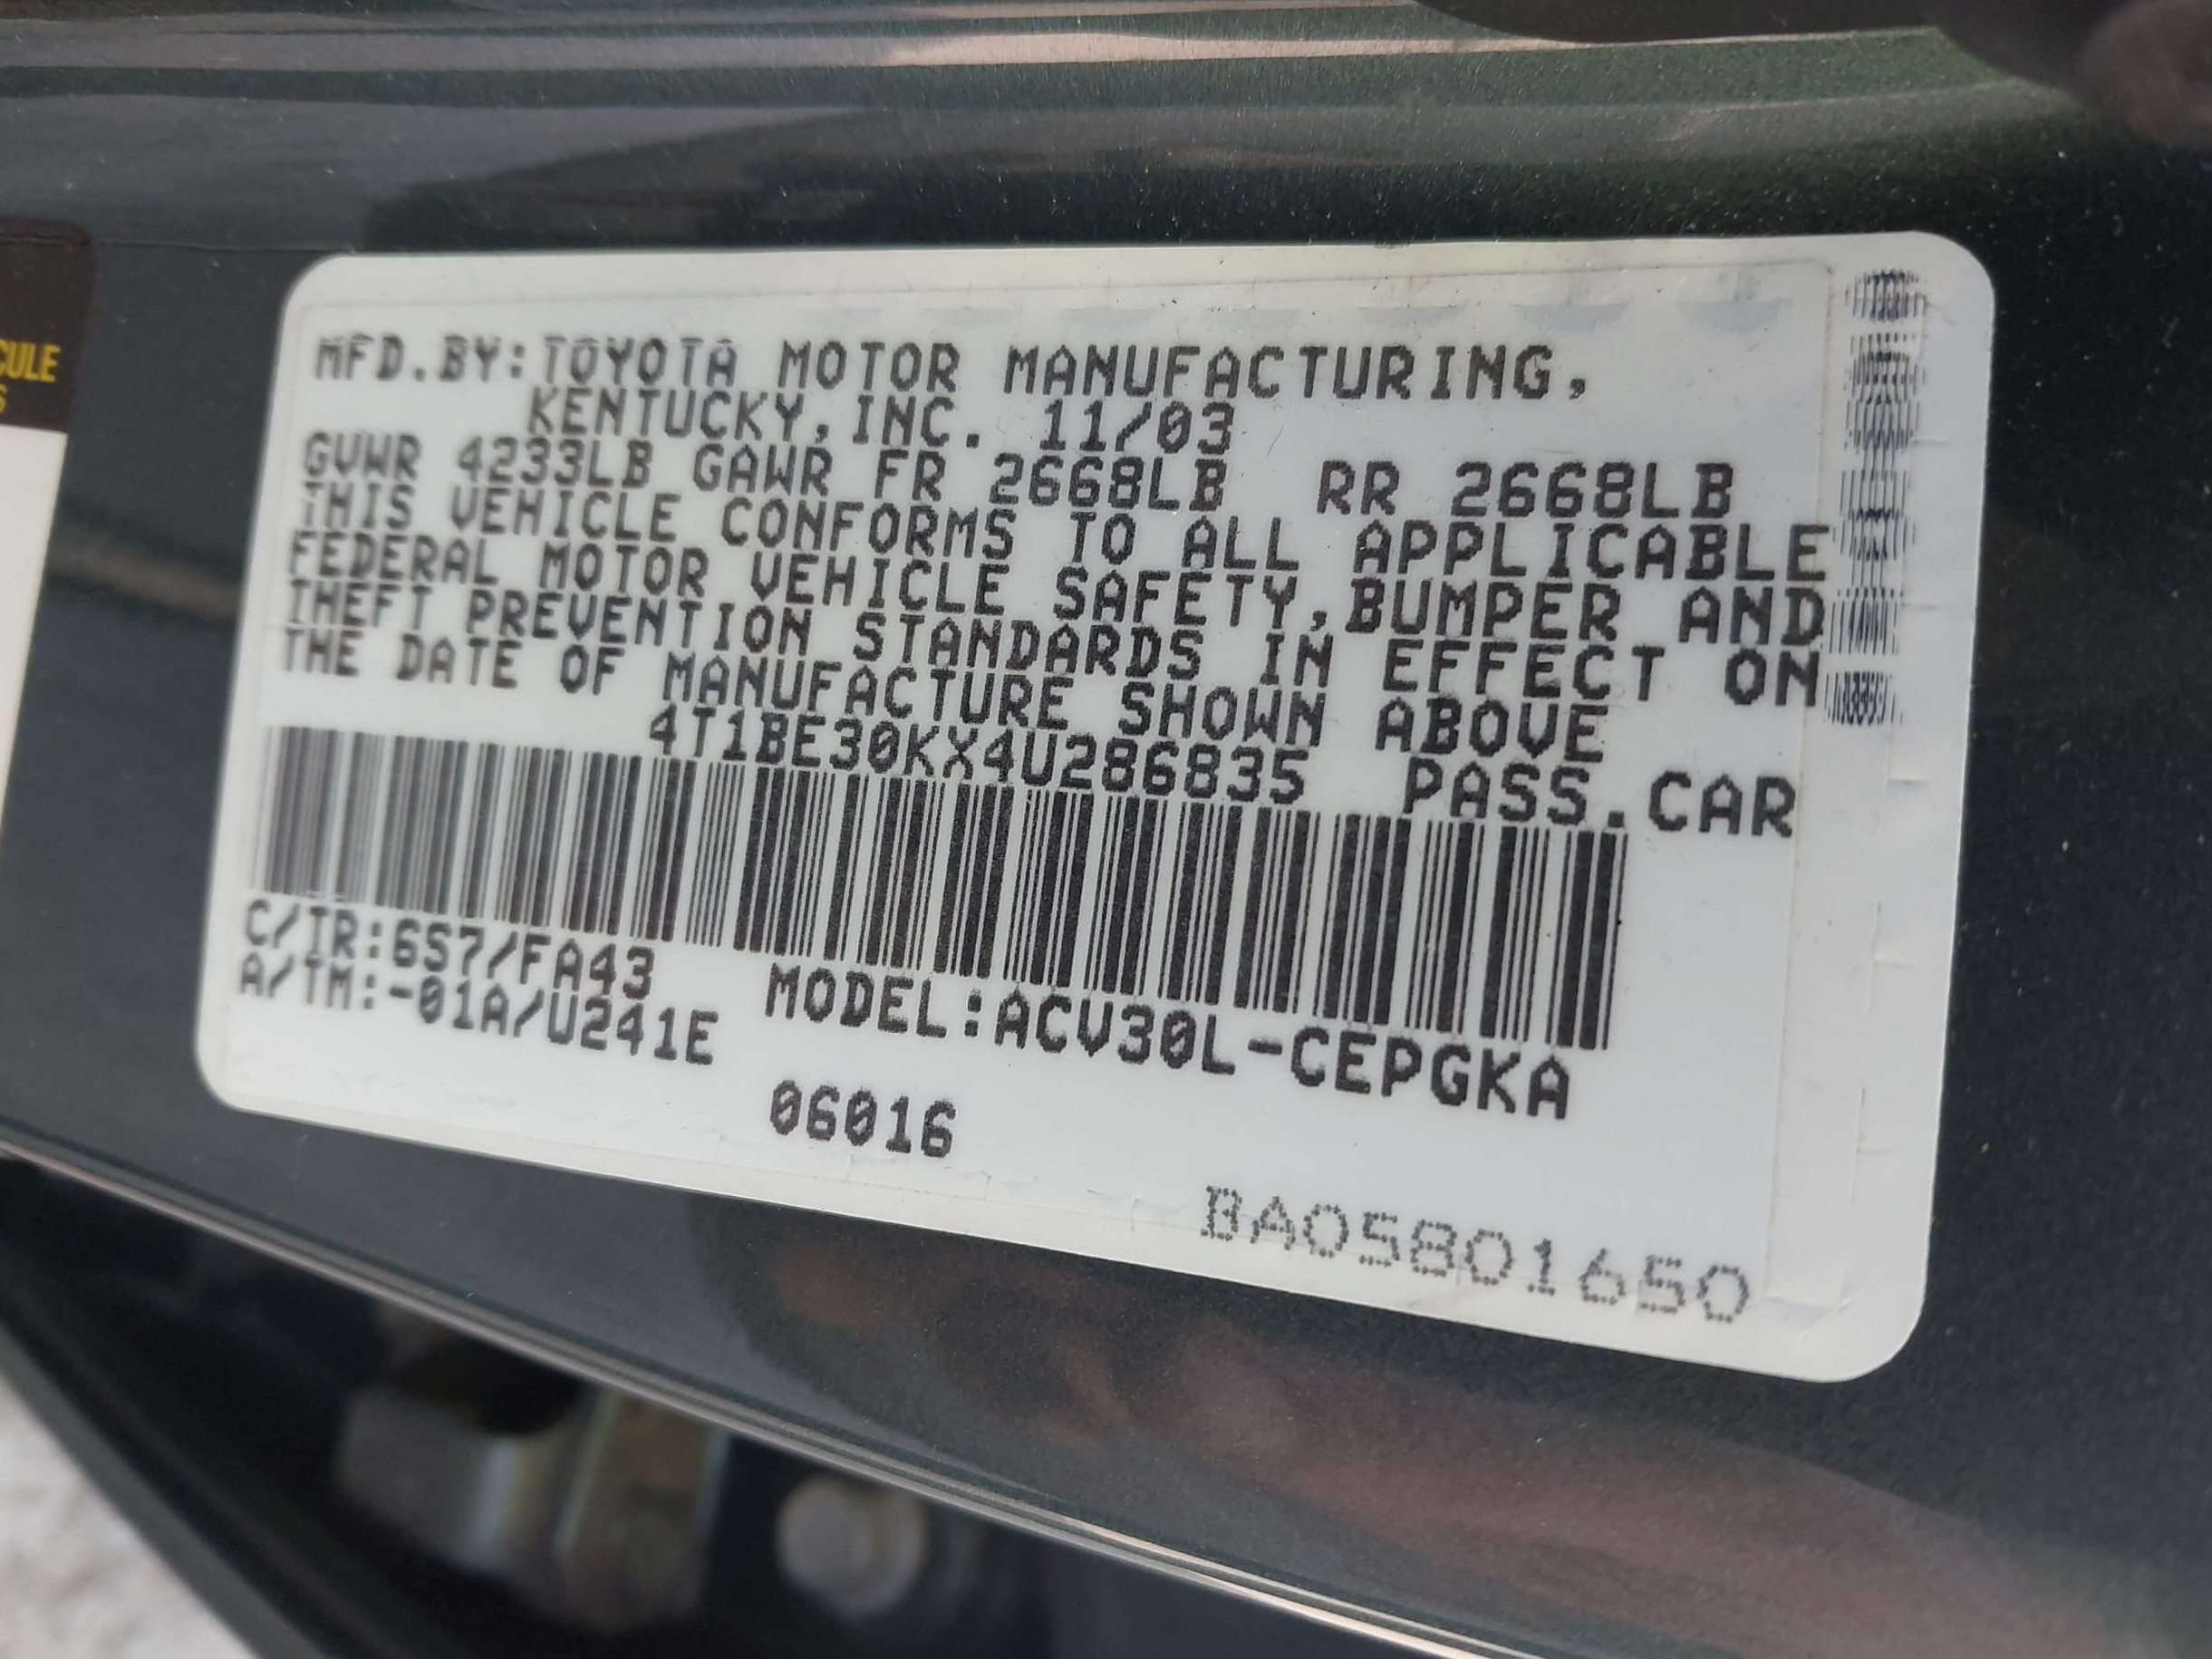 CULE
S
MFD.BY:TOYOTA MOTOR MANUFACTURING,
KENTUCKY,INC. 11/03
GVWR 4233LB GAWR FR 2668LB RR 2668LB
THIS VEHICLE CONFORMS TO ALL APPLICABLE
FEDERAL MOTOR VEHICLE SAFETY,BUMPER AND
THEFT PREVENTION STANDARDS IN EFFECT ON
THE DATE OF MANUFACTURE SHOWN ABOVE
4T1BE30KX4U286835 PASS.CAR
C/TR:6S7/FA43
A/TM:-01A/U241E MODEL:ACV30L-CEPGKA
06016
BA05801650